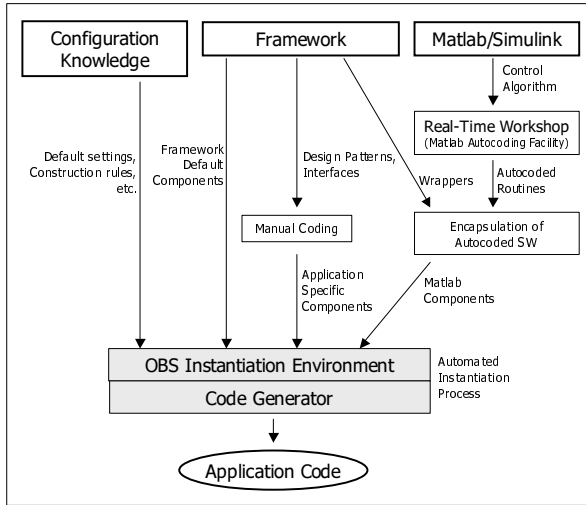 Configuration
Knowledge
Framework
Matlab/Simulink
Control
Algorithm
Real-Time Workshop
(Matlab Autocoding Facility)
Default settings,
Construction rules,
etc.
Framework
Default
Components
Design Patterns,
Interfaces
Wrappers
Autocoded
Routines
Manual Coding
Encapsulation of
Autocoded SW
Application
Specific
Components
Matlab
Components
OBS Instantiation Environment
Code Generator
Automated
Instantiation
Process
Application Code